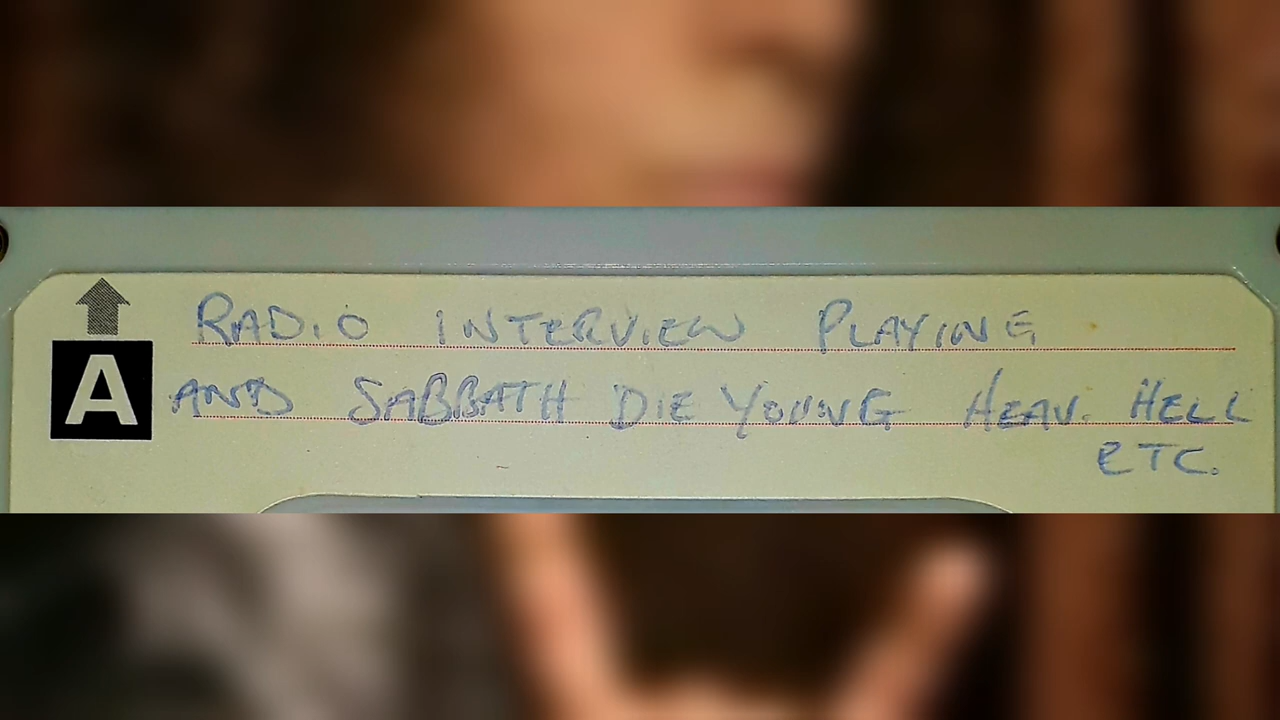 RADIO INTERVIEW PLAYING
A AND SABBATH DIE YOUNG HEAV. HELL
ETC.